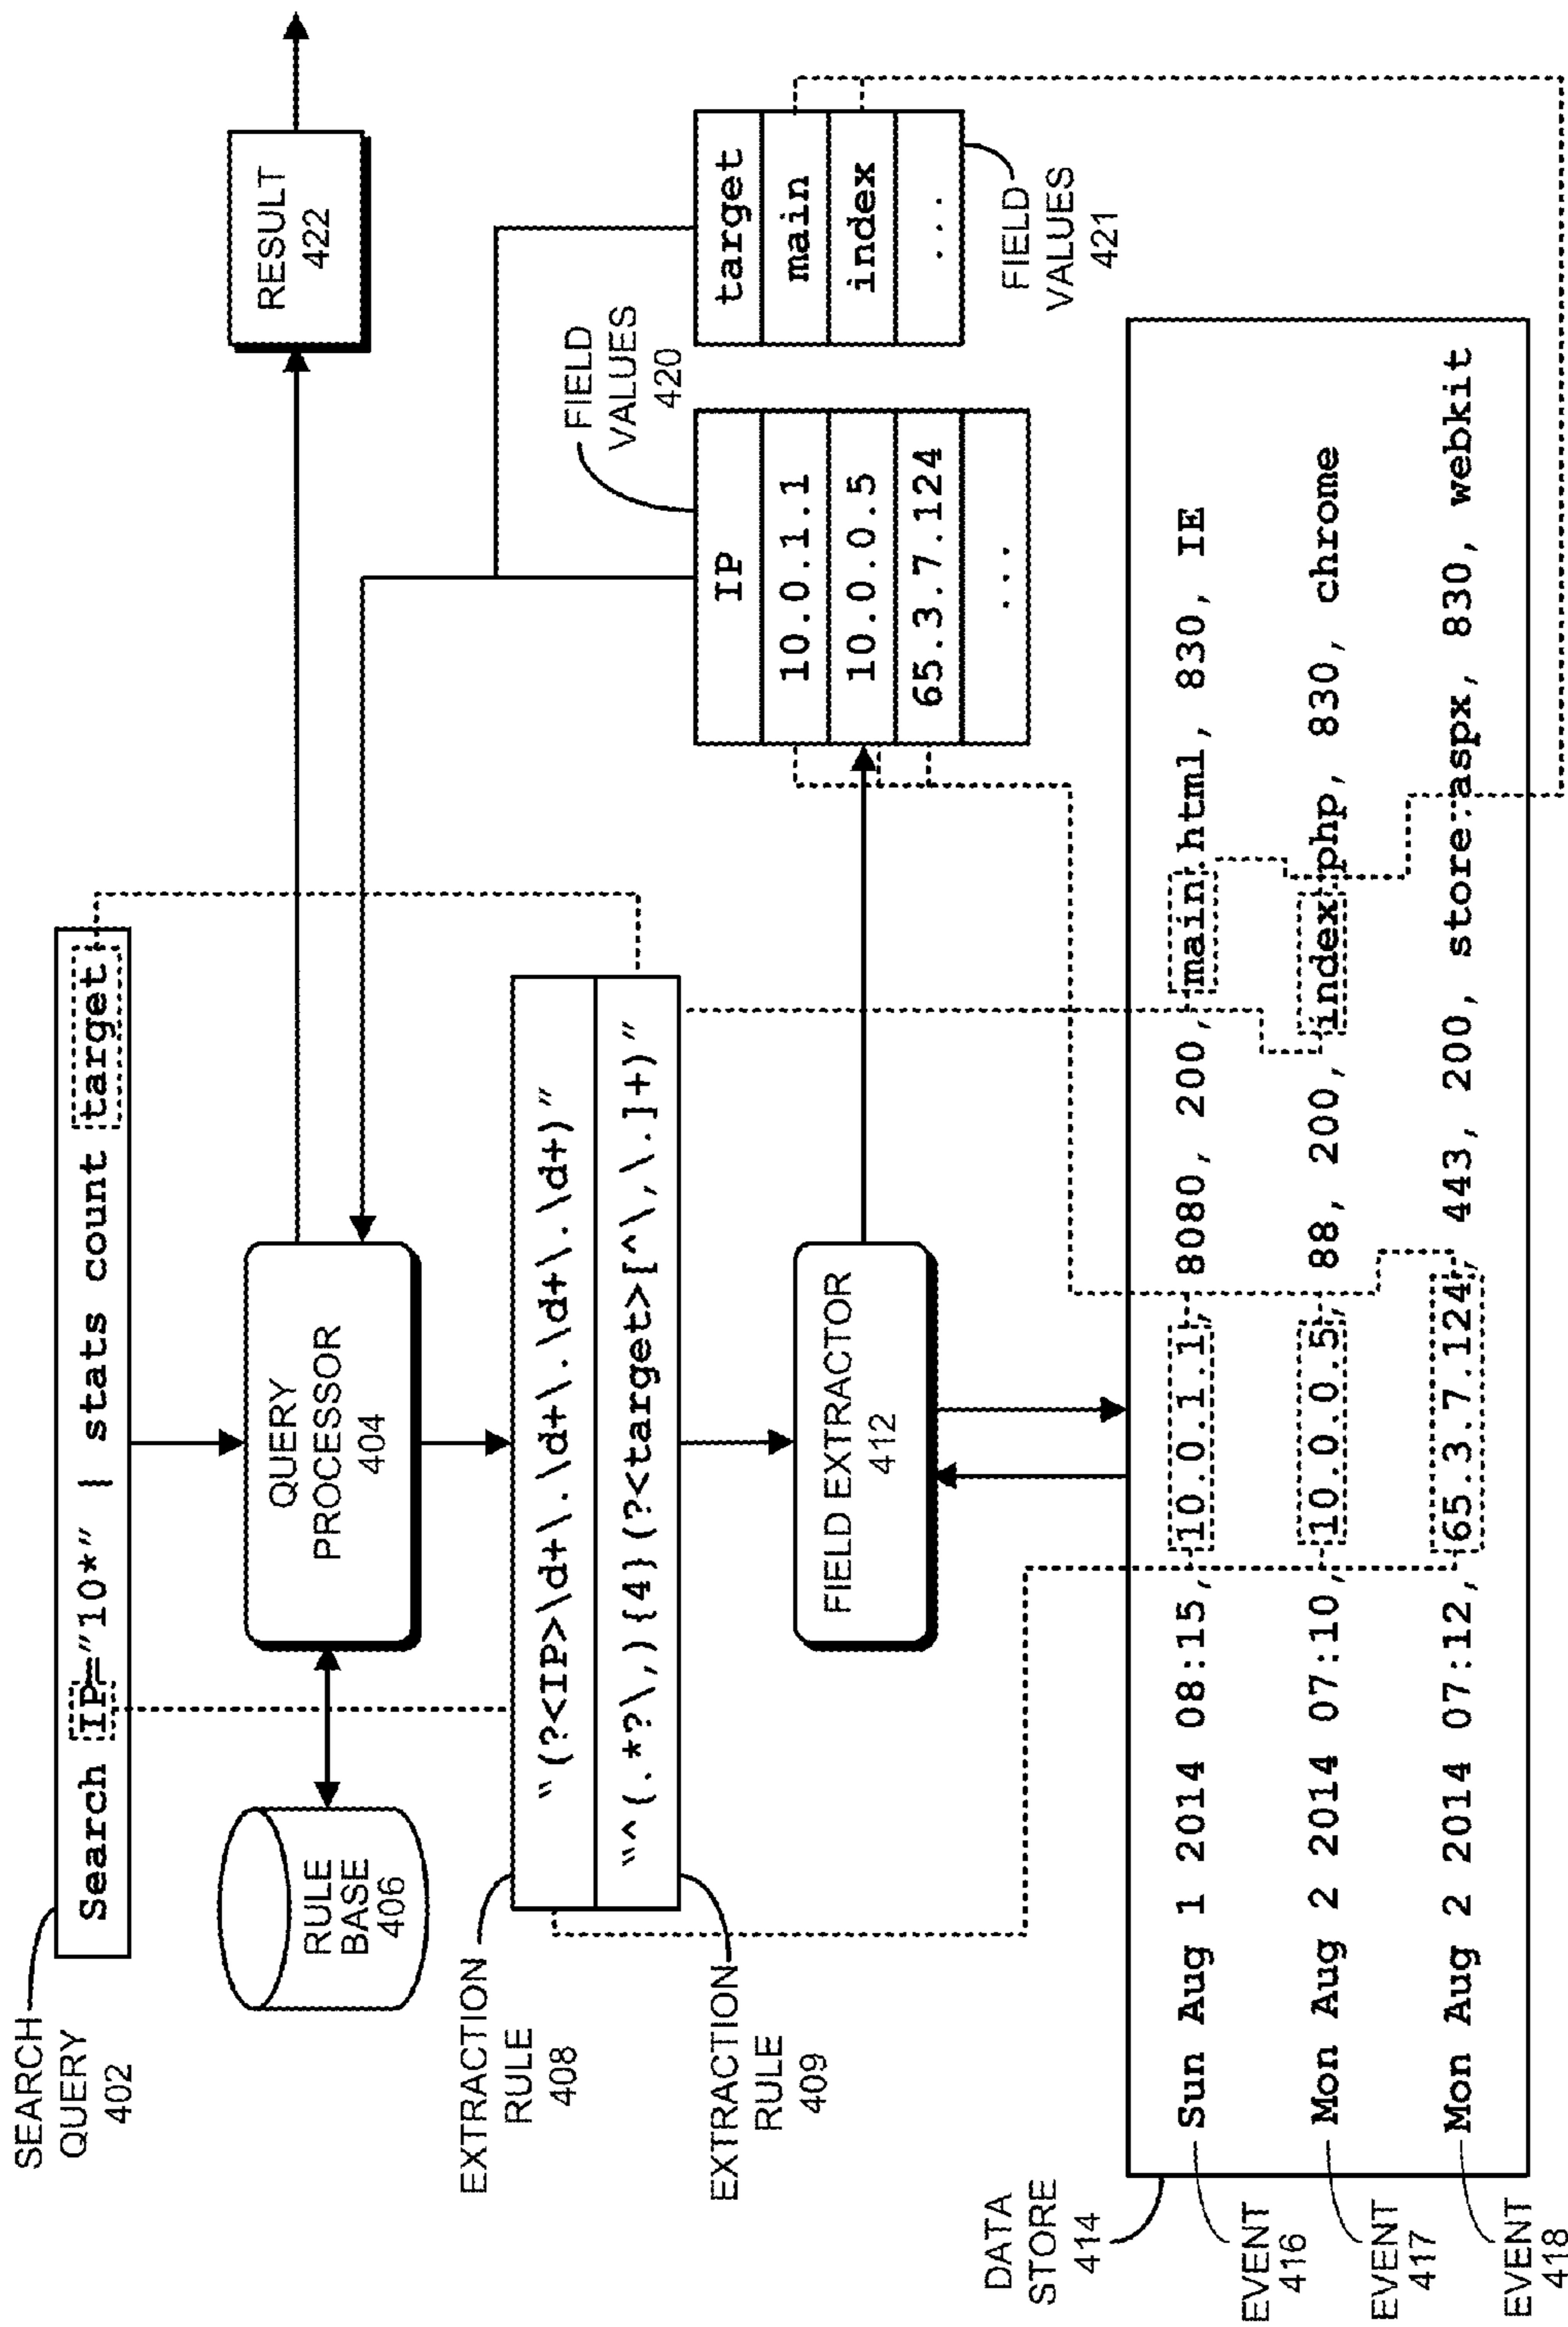 SEARCH
QUERY
402
Search IP="10*" | stats count target
RULE
BASE
406
QUERY
PROCESSOR
404
RESULT
422
EXTRACTION
RULE
408
"(?<IP>\d+\.\d+\.\d+\.\d+)"
"^(.*?\,){4}(?<target>[^\,\.]+)"
EXTRACTION
RULE
409
FIELD EXTRACTOR
412
FIELD
VALUES
420
IP
10.0.1.1
10.0.0.5
65.3.7.124
...
target
main
index
...
FIELD
VALUES
421
DATA
STORE
414
Sun Aug 1 2014 08:15, 10.0.1.1, 8080, 200, main.html, 830, IE
Mon Aug 2 2014 07:10, 10.0.0.5, 88, 200, index.php, 830, chrome
Mon Aug 2 2014 07:12, 65.3.7.124, 443, 200, store.aspx, 830, webkit
EVENT
416
EVENT
417
EVENT
418